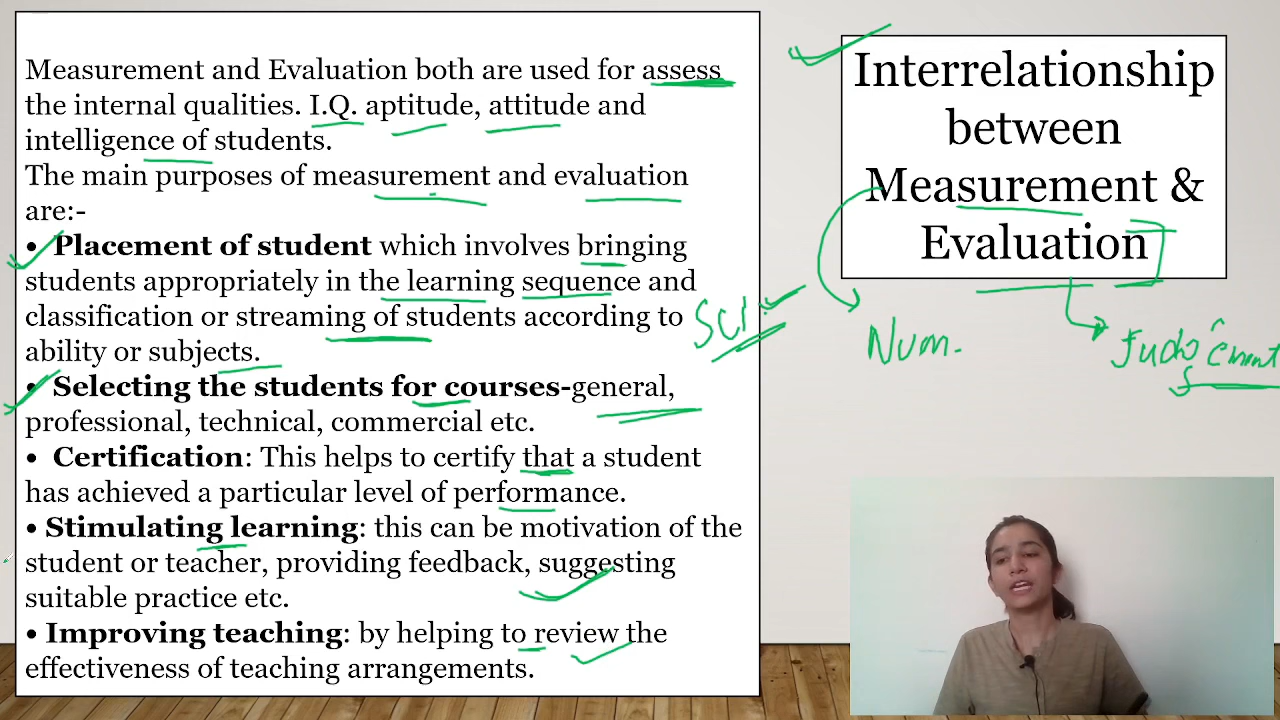 Measurement and Evaluation both are used for assess
the internal qualities. I.Q. aptitude, attitude and
intelligence of students.
The main purposes of measurement and evaluation
are:-
• Placement of student which involves bringing
students appropriately in the learning sequence and
classification or streaming of students according to
ability or subjects.
• Selecting the students for courses-general,
professional, technical, commercial etc.
• Certification: This helps to certify that a student
has achieved a particular level of performance.
• Stimulating learning: this can be motivation of the
student or teacher, providing feedback, suggesting
suitable practice etc.
• Improving teaching: by helping to review the
effectiveness of teaching arrangements.
Interrelationship
between
Measurement &
Evaluation
Num.